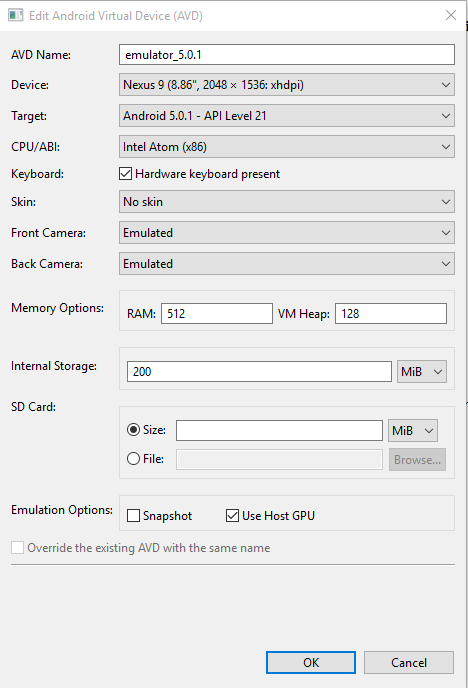 Edit Android Virtual Device (AVD)
AVD Name: emulator_5.0.1
Device: Nexus 9 (8.86", 2048 × 1536: xhdpi)
Target: Android 5.0.1 - API Level 21
CPU/ABI: Intel Atom (x86)
Keyboard: Hardware keyboard present
Skin: No skin
Front Camera: Emulated
Back Camera: Emulated
Memory Options: RAM: 512 VM Heap: 128
Internal Storage: 200 MiB
SD Card:
Size: MiB
File: Browse...
Emulation Options: Snapshot Use Host GPU
Override the existing AVD with the same name
OK Cancel